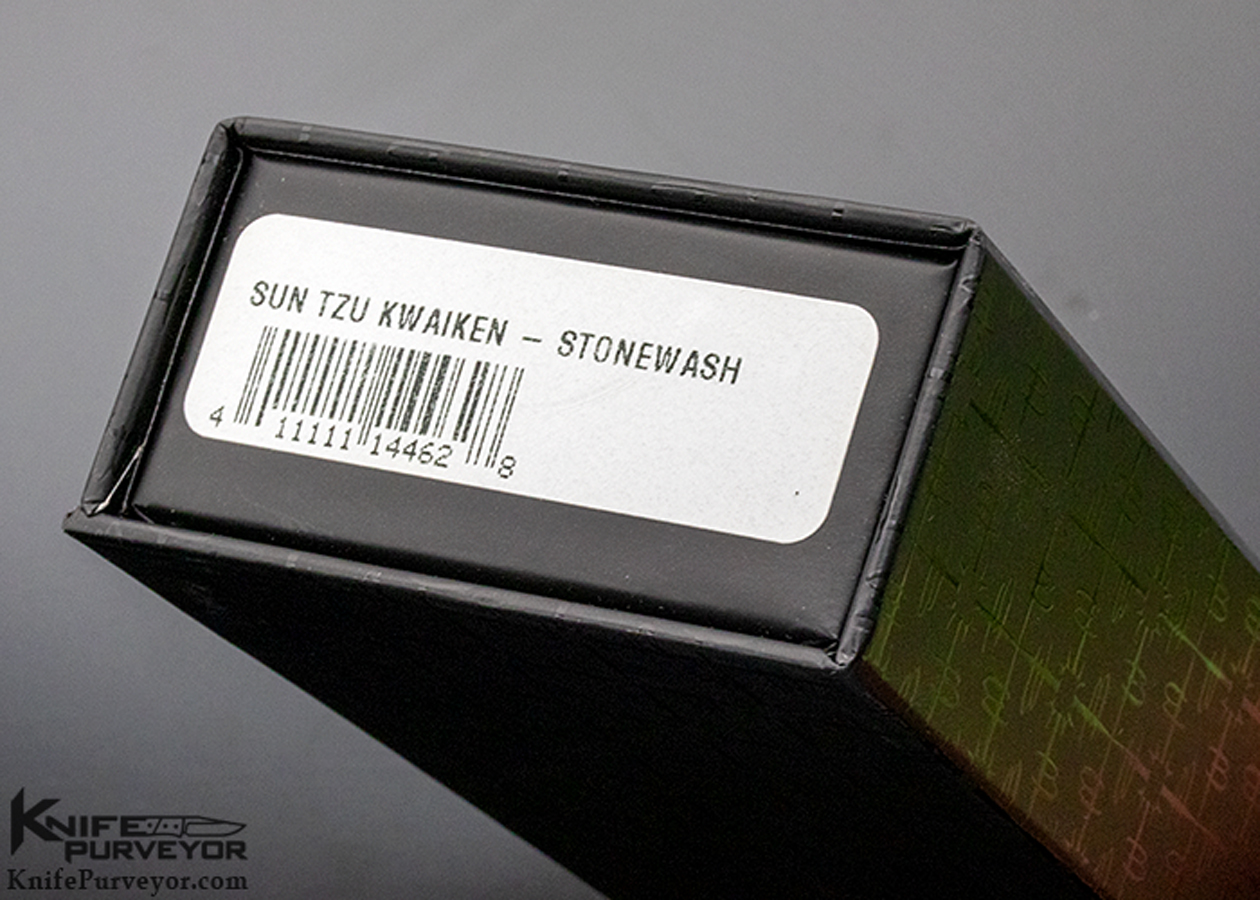 SUN TZU KWAIKEN – STONEWASH
4 11111 14462 8
KNIFE
PURVEYOR
KnifePurveyor.com